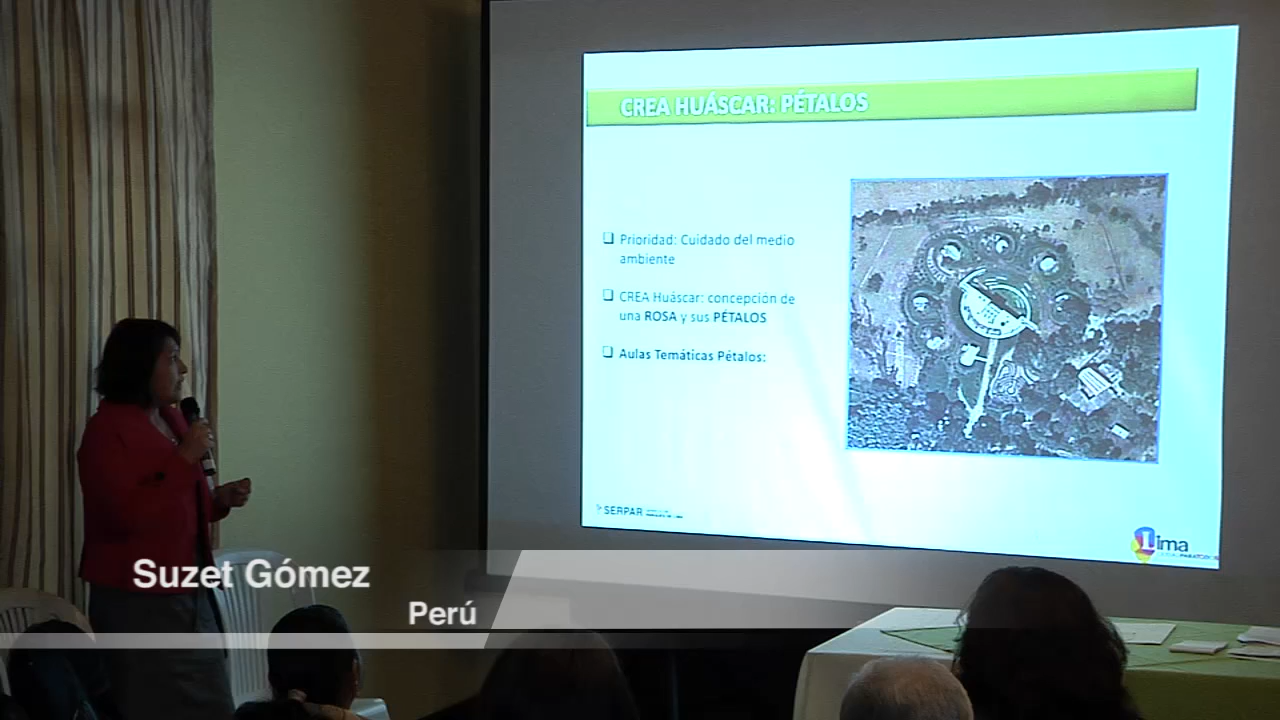 CREA HUÁSCAR: PÉTALOS
❑ Prioridad: Cuidado del medio
ambiente
❑ CREA Huáscar: concepción de
una ROSA y sus PÉTALOS
❑ Aulas Temáticas Pétalos:
SERPAR
Lima
Suzet Gómez
Perú